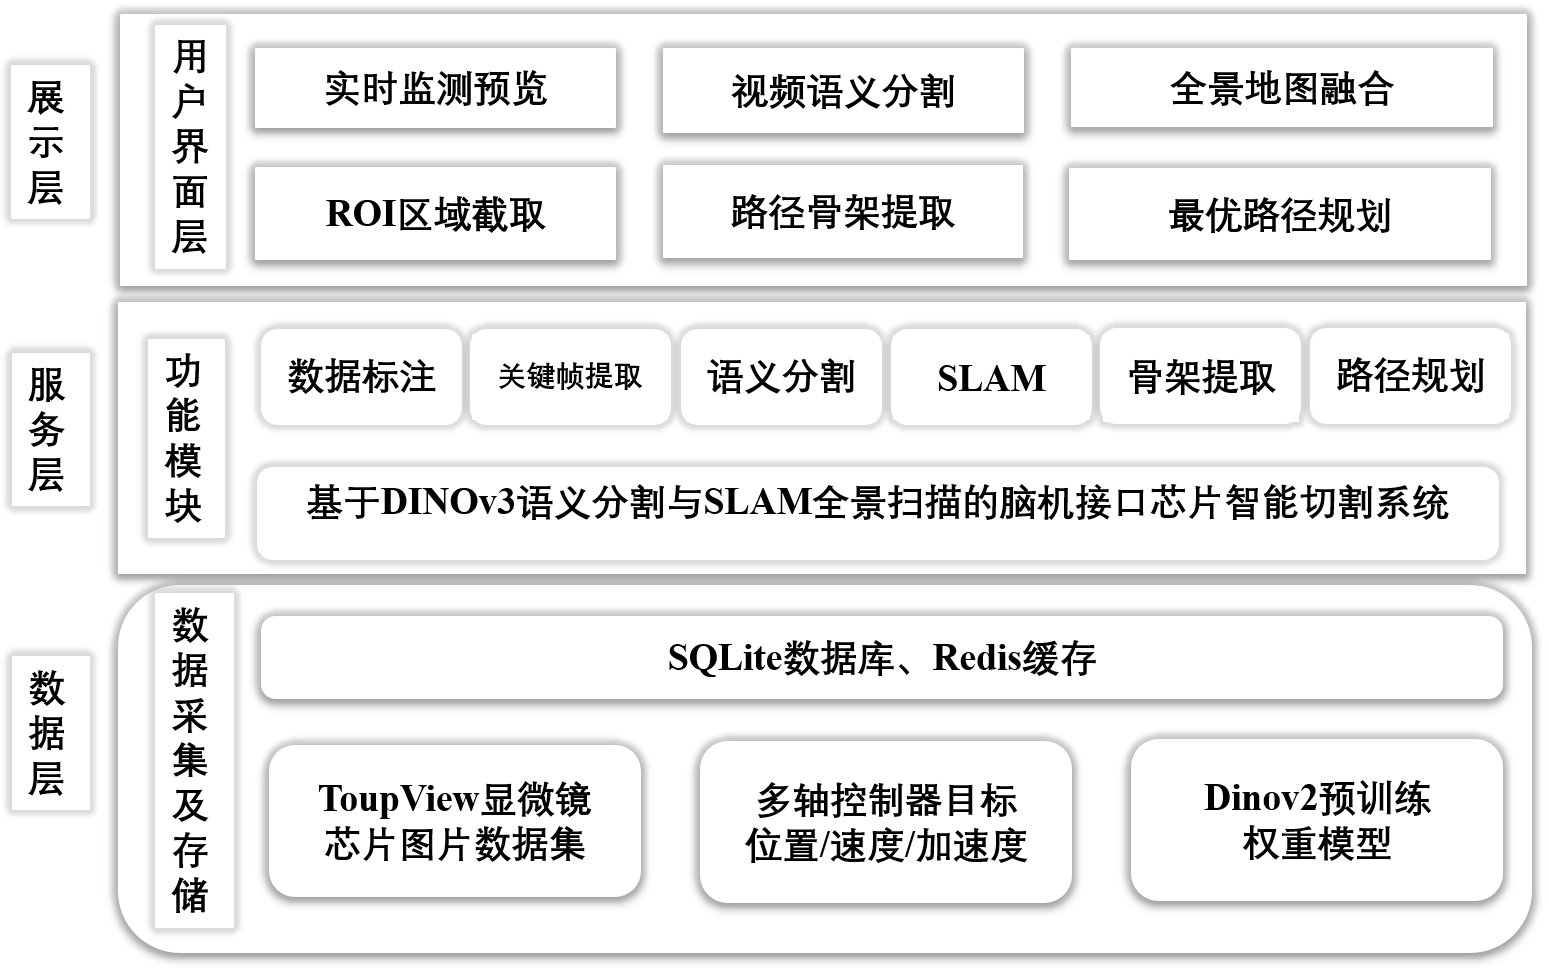 展示层
用户界面层
实时监测预览
视频语义分割
全景地图融合
ROI区域截取
路径骨架提取
最优路径规划
服务层
功能模块
数据标注
关键帧提取
语义分割
SLAM
骨架提取
路径规划
基于DINOv3语义分割与SLAM全景扫描的脑机接口芯片智能切割系统
数据层
数据采集及存储
SQLite数据库、Redis缓存
ToupView显微镜
芯片图片数据集
多轴控制器目标
位置/速度/加速度
Dinov2预训练
权重模型